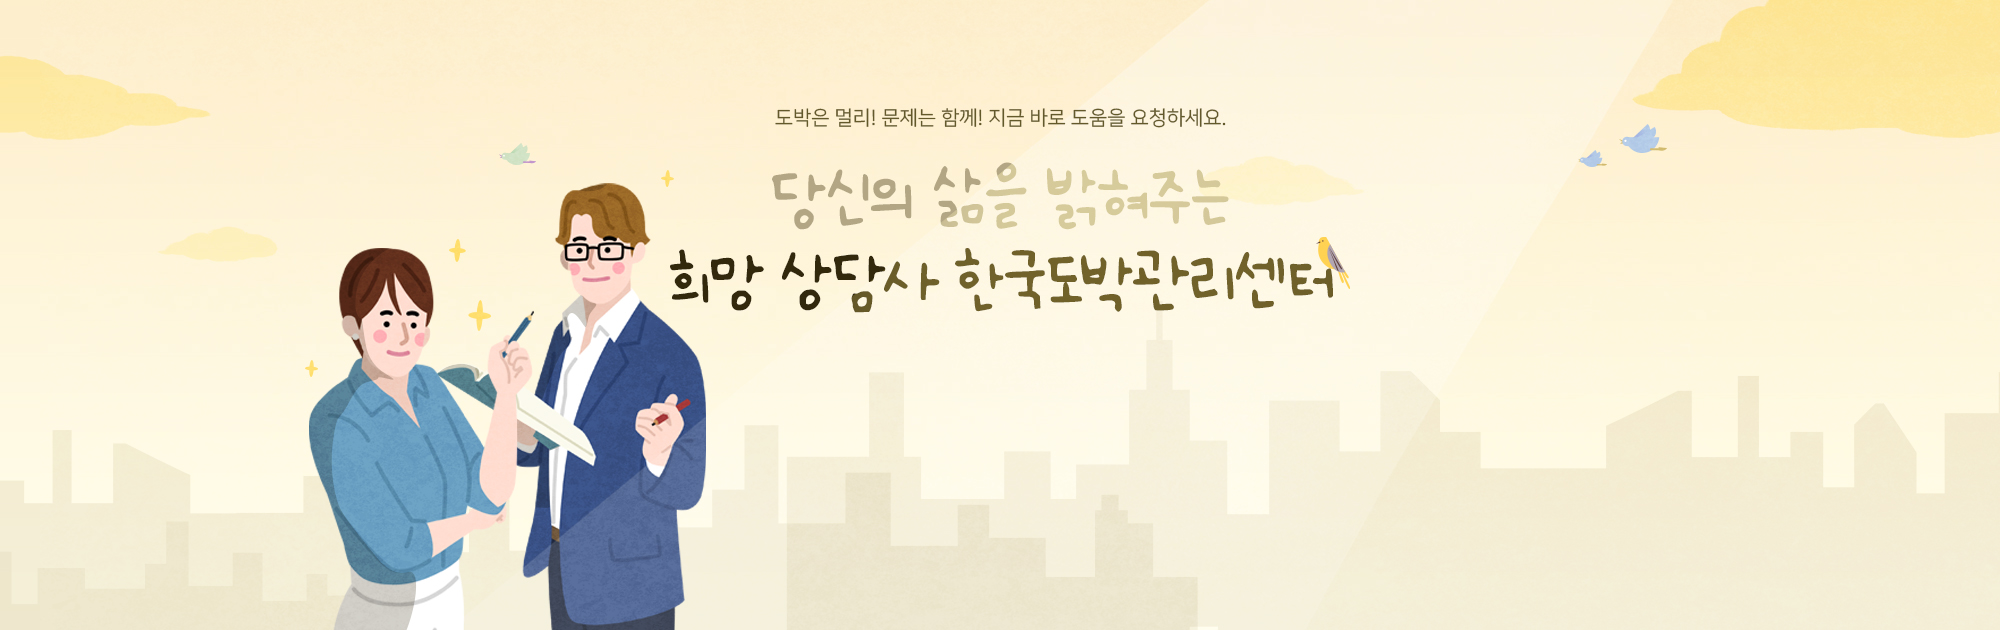 도박은 멀리! 문제는 함께! 지금 바로 도움을 요청하세요.
당신의 삶을 밝혀주는
희망 상담사 한국도박관리센터